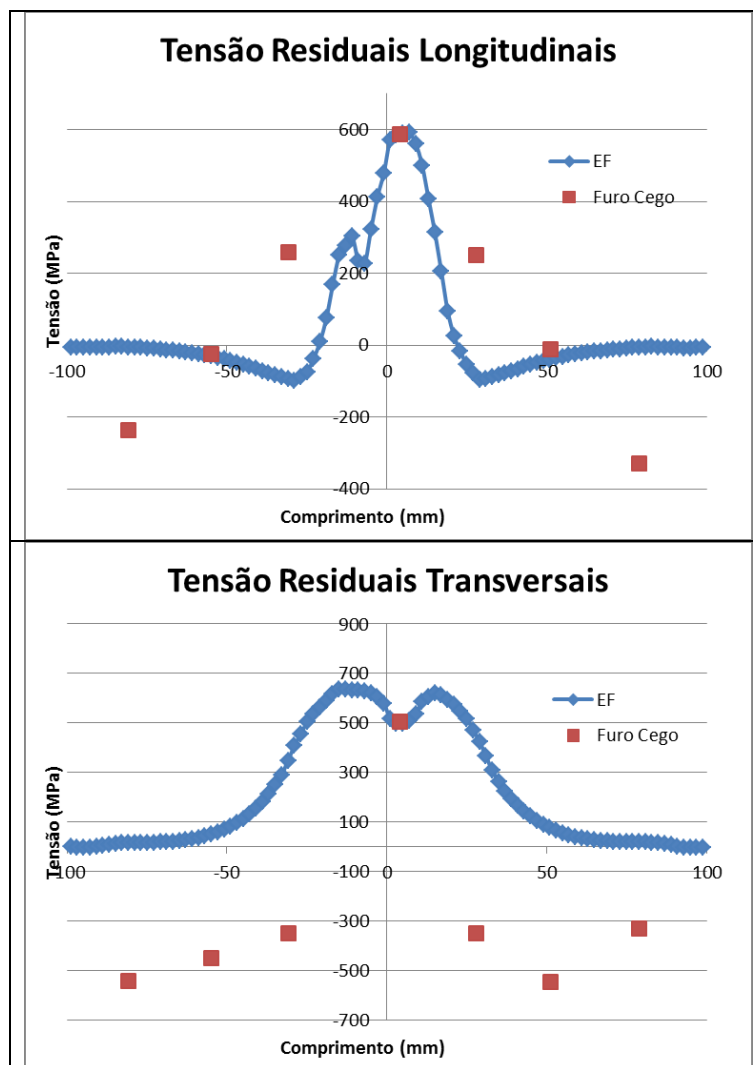 Tensão Residuais Longitudinais
600
EF
Furo Cego
400
200
0
-100
-50
0
50
100
-200
-400
Tensão (MPa)
Comprimento (mm)
Tensão Residuais Transversais
900
700
EF
500
Furo Cego
300
100
-100
-100
-50
0
50
100
-300
-500
-700
Tensão (MPa)
Comprimento (mm)